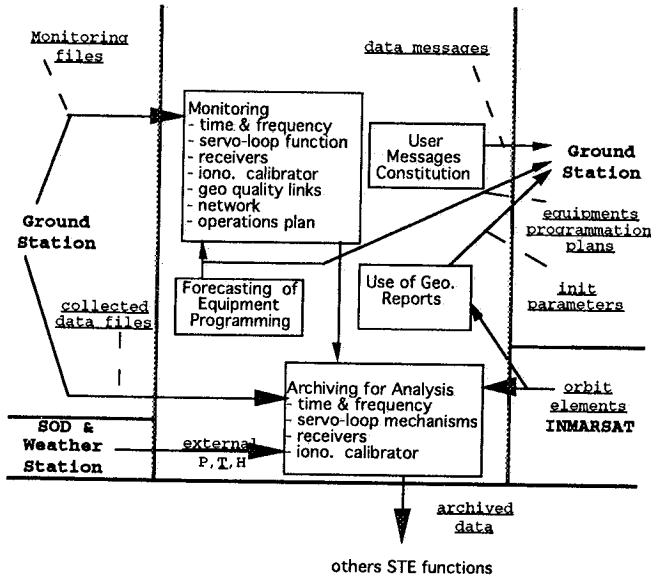 Monitoring
files
data messages
Monitoring
- time & frequency
- servo-loop function
- receivers
- iono. calibrator
- geo quality links
- network
- operations plan
User
Messages
Constitution
Ground
Station
Ground
Station
equipments
programmation
plans
init
parameters
Forecasting of
Equipment
Programming
Use of Geo.
Reports
collected
data files
Archiving for Analysis
- time & frequency
- servo-loop mechanisms
- receivers
- iono. calibrator
orbit
elements
INMARSAT
SOD &
Weather
Station
external
P,T,H
archived
data
others STE functions